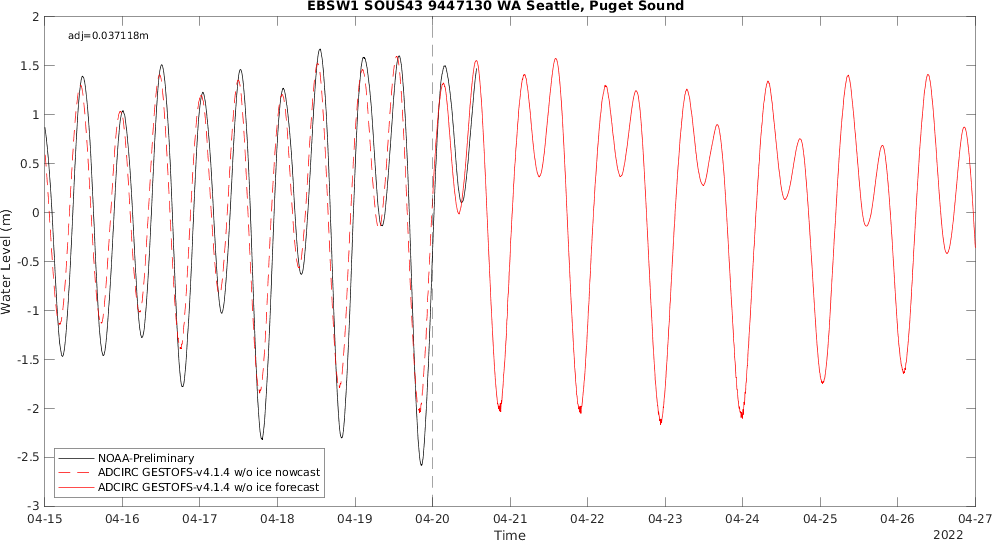 EBSW1 SOUS43 9447130 WA Seattle, Puget Sound
adj=0.037118m
2
1.5
1
0.5
0
-0.5
-1
-1.5
-2
-2.5
-3
Water Level (m)
NOAA-Preliminary
ADCIRC GESTOFS-v4.1.4 w/o ice nowcast
ADCIRC GESTOFS-v4.1.4 w/o ice forecast
04-15 04-16 04-17 04-18 04-19 04-20 04-21 04-22 04-23 04-24 04-25 04-26 04-27
Time
2022